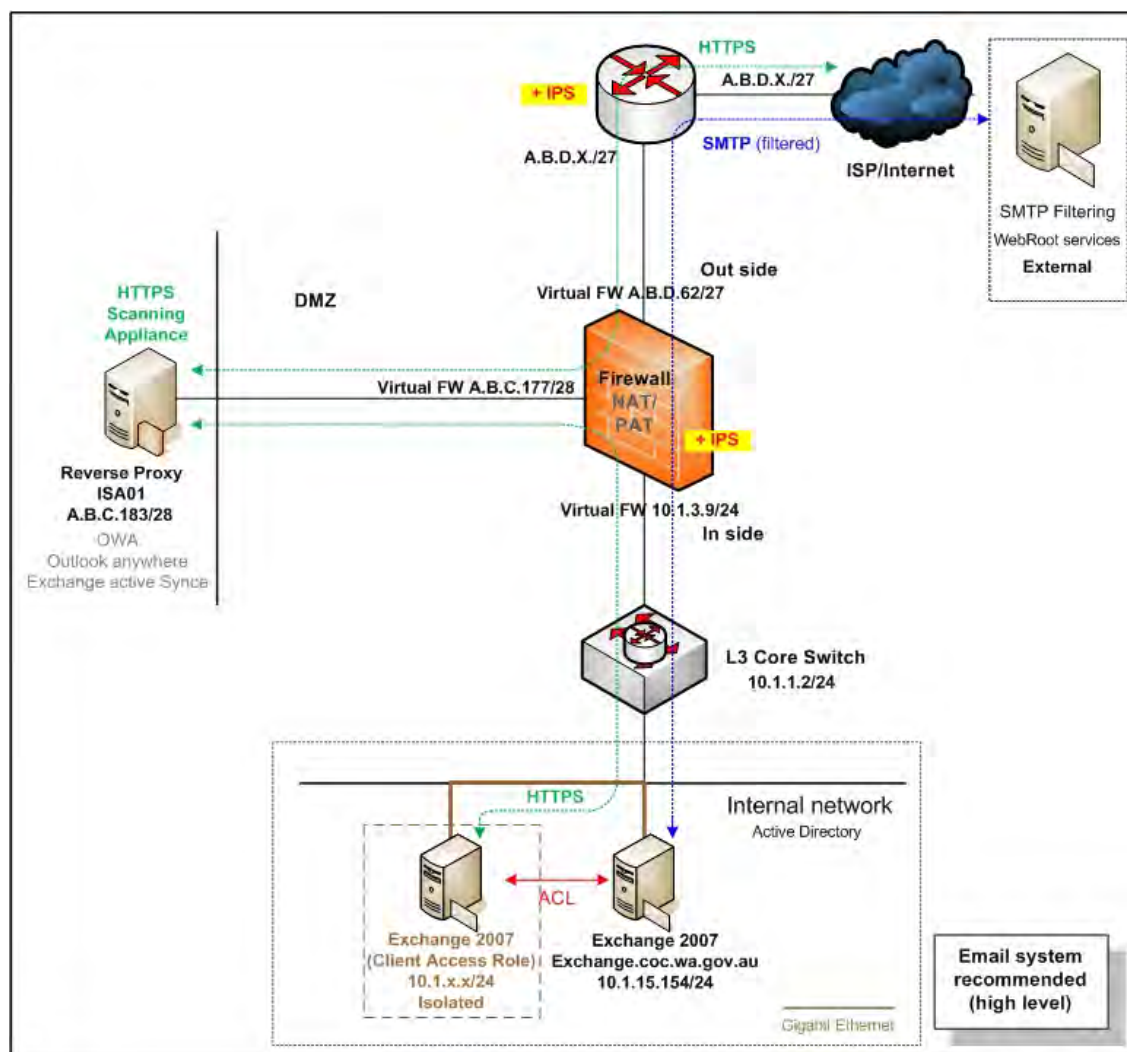 HTTPS
A.B.D.X./27
+ IPS
SMTP (filtered)
A.B.D.X./27
ISP/Internet
SMTP Filtering
WebRoot services
External
Out side
Virtual FW A.B.D.62/27
DMZ
HTTPS
Scanning
Appliance
Virtual FW A.B.C.177/28
Firewall
NAT/
PAT
+ IPS
Reverse Proxy
ISA01
A.B.C.183/28
OWA
Outlook anywhere
Exchange active Synce
Virtual FW 10.1.3.9/24
In side
L3 Core Switch
10.1.1.2/24
HTTPS
Internal network
Active Directory
ACL
Exchange 2007
(Client Access Role)
10.1.x.x/24
Isolated
Exchange 2007
Exchange.coc.wa.gov.au
10.1.15.154/24
Gigabil Ethernet
Email system
recommended
(high level)